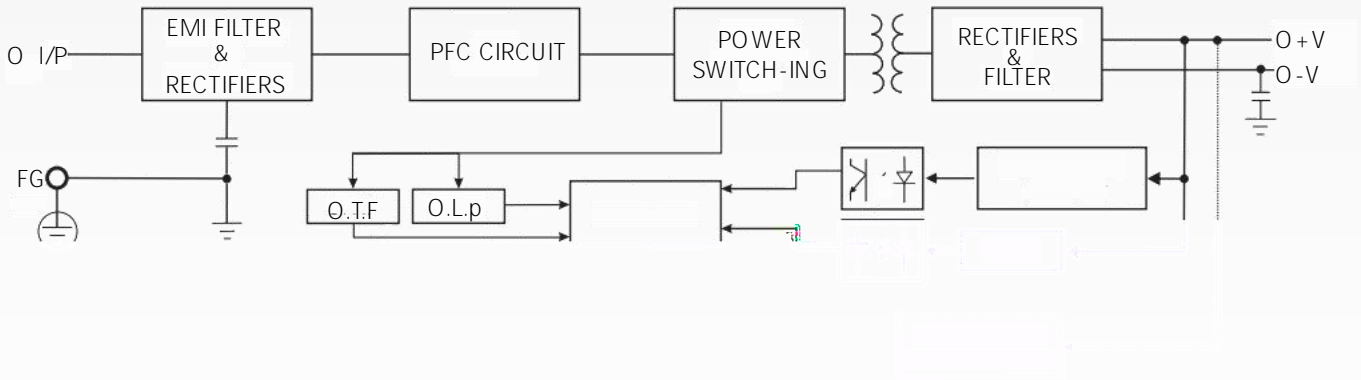 O I/P
EMI FILTER
&
RECTIFIERS
PFC CIRCUIT
POWER
SWITCH-ING
RECTIFIERS
&
FILTER
O+V
O-V
FG
O.T.F
O.L.p